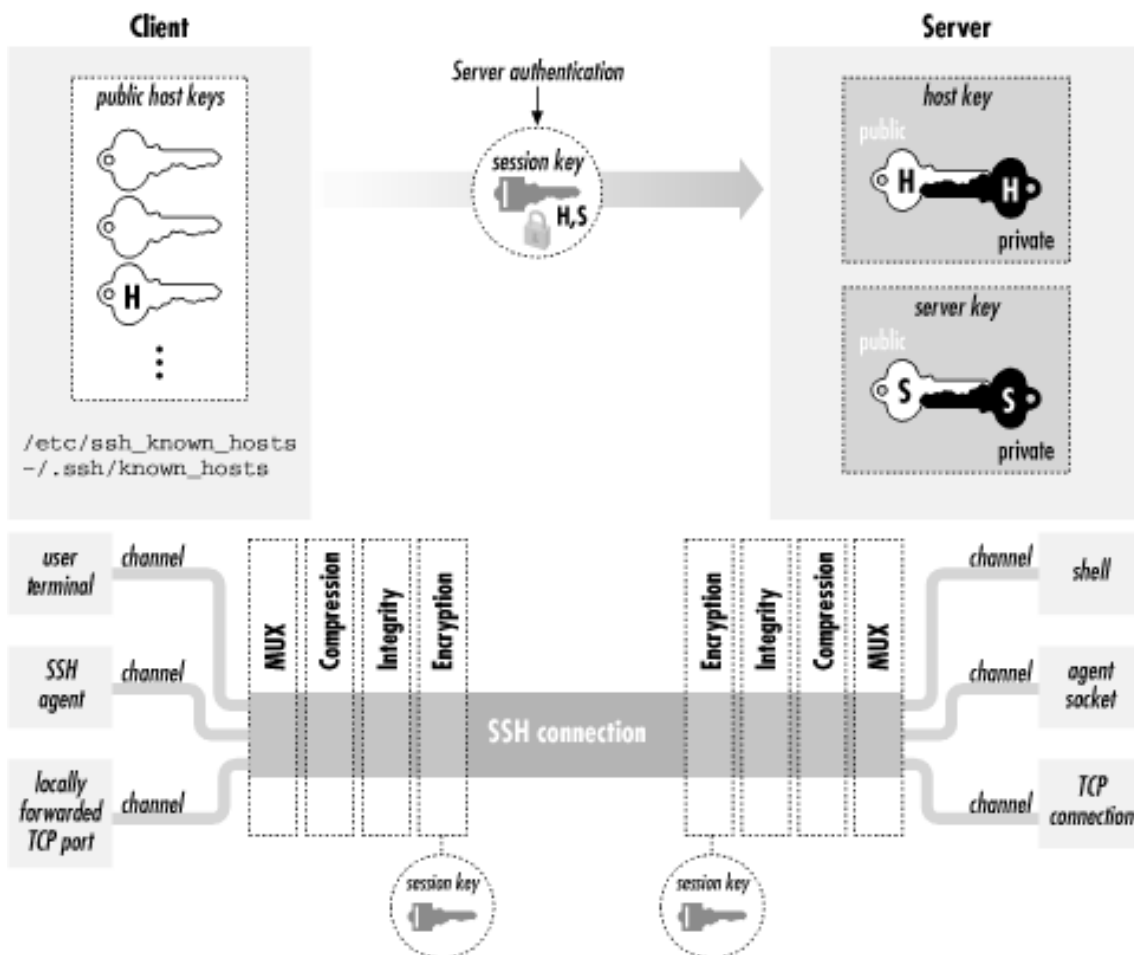 Client
Server
public host keys
H
/etc/ssh_known_hosts
~/.ssh/known_hosts
Server authentication
session key
H,S
host key
public
H
H
private
server key
public
S
S
private
user
terminal
channel
SSH
agent
channel
locally
forwarded
TCP port
channel
MUX
Compression
Integrity
Encryption
SSH connection
Encryption
Integrity
Compression
MUX
channel
shell
channel
agent
socket
channel
TCP
connection
session key
session key